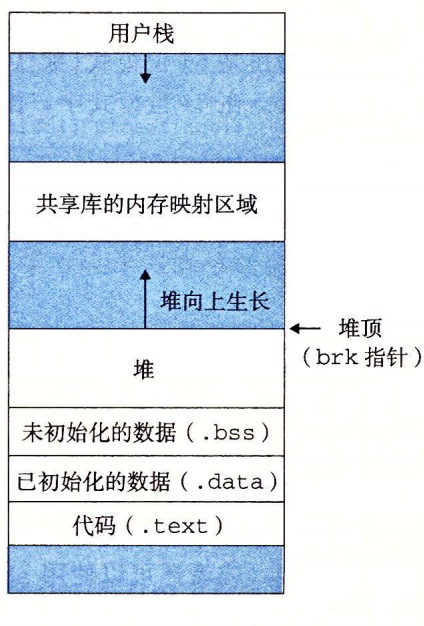 用户栈
共享库的内存映射区域
堆向上生长
堆顶
(brk 指针)
堆
未初始化的数据(.bss)
已初始化的数据(.data)
代码(.text)